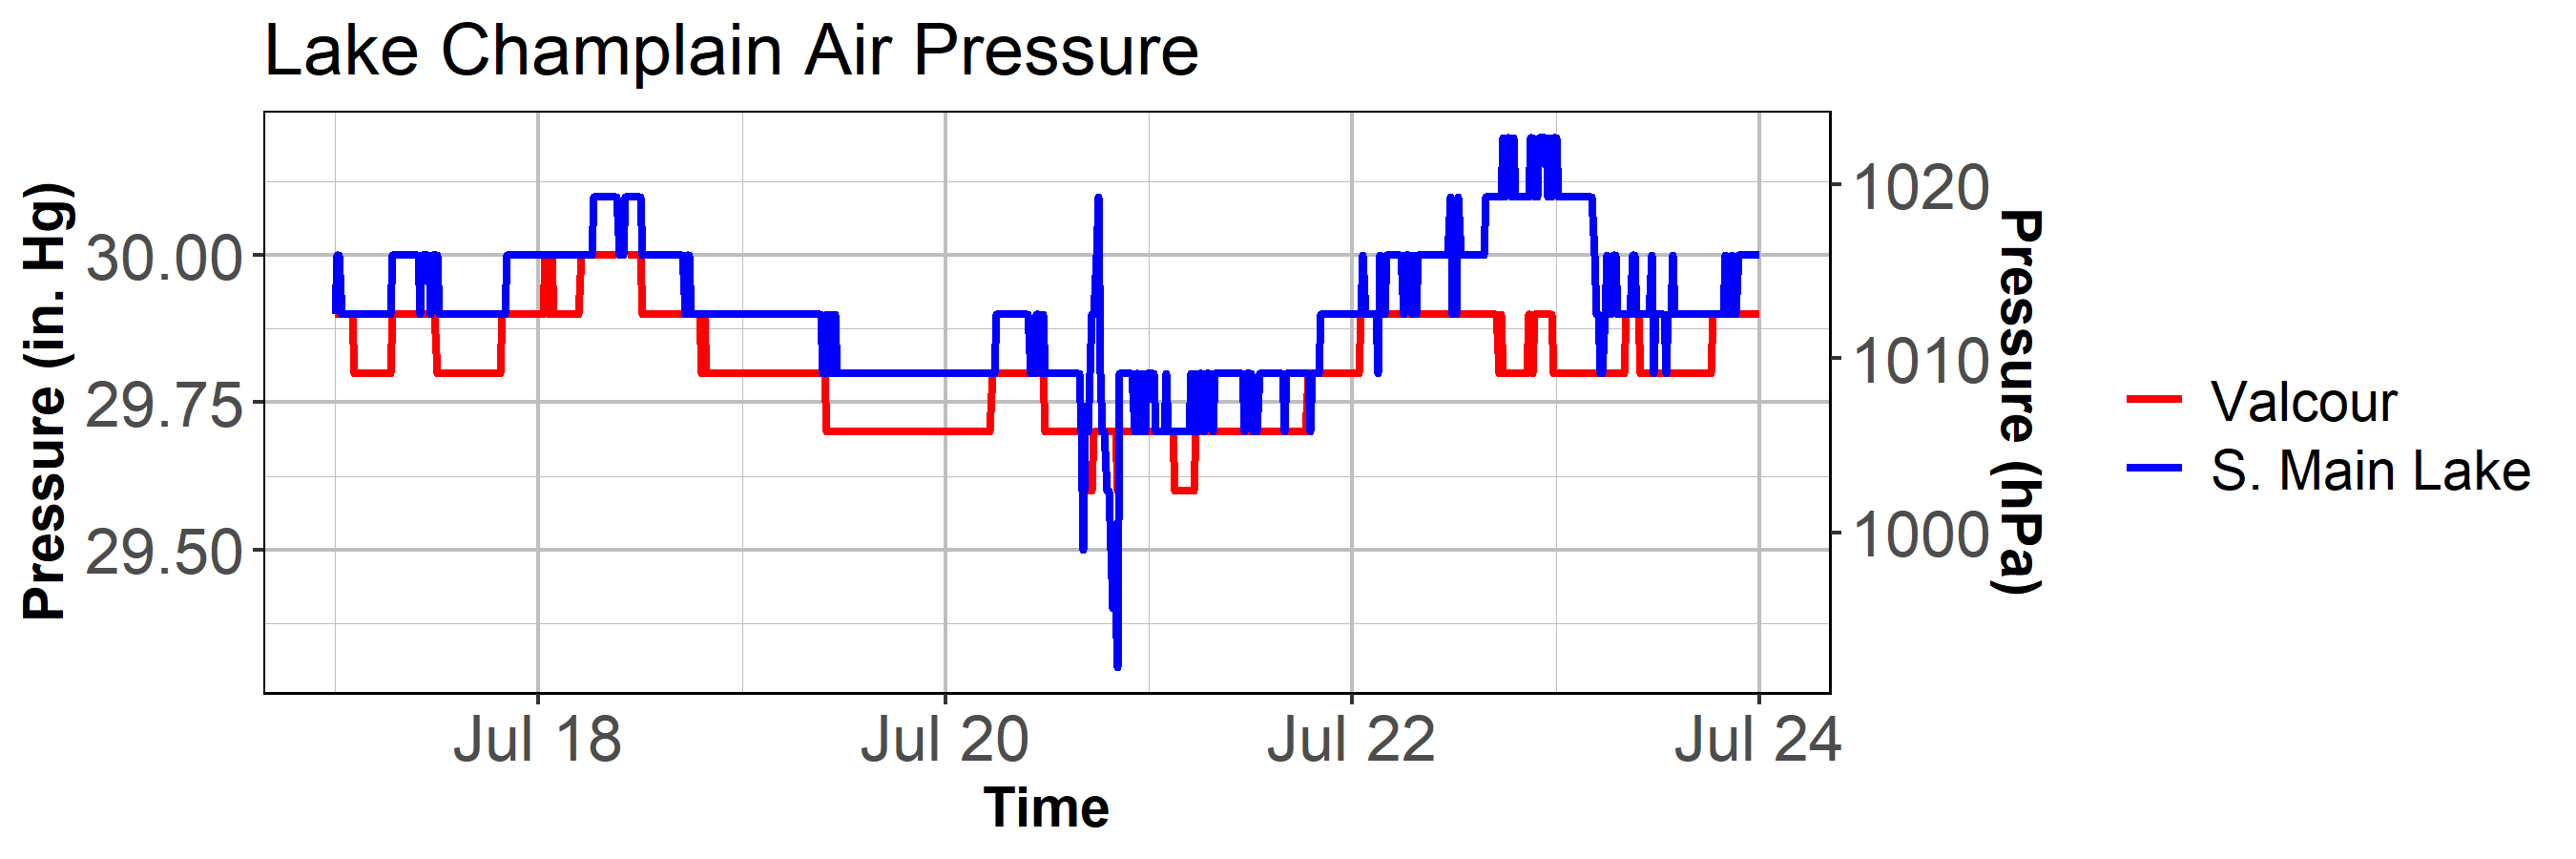 Lake Champlain Air Pressure
Pressure (in. Hg)
30.00
29.75
29.50
1020
1010
1000
Pressure (hPa)
Jul 18
Jul 20
Jul 22
Jul 24
Time
Valcour
S. Main Lake